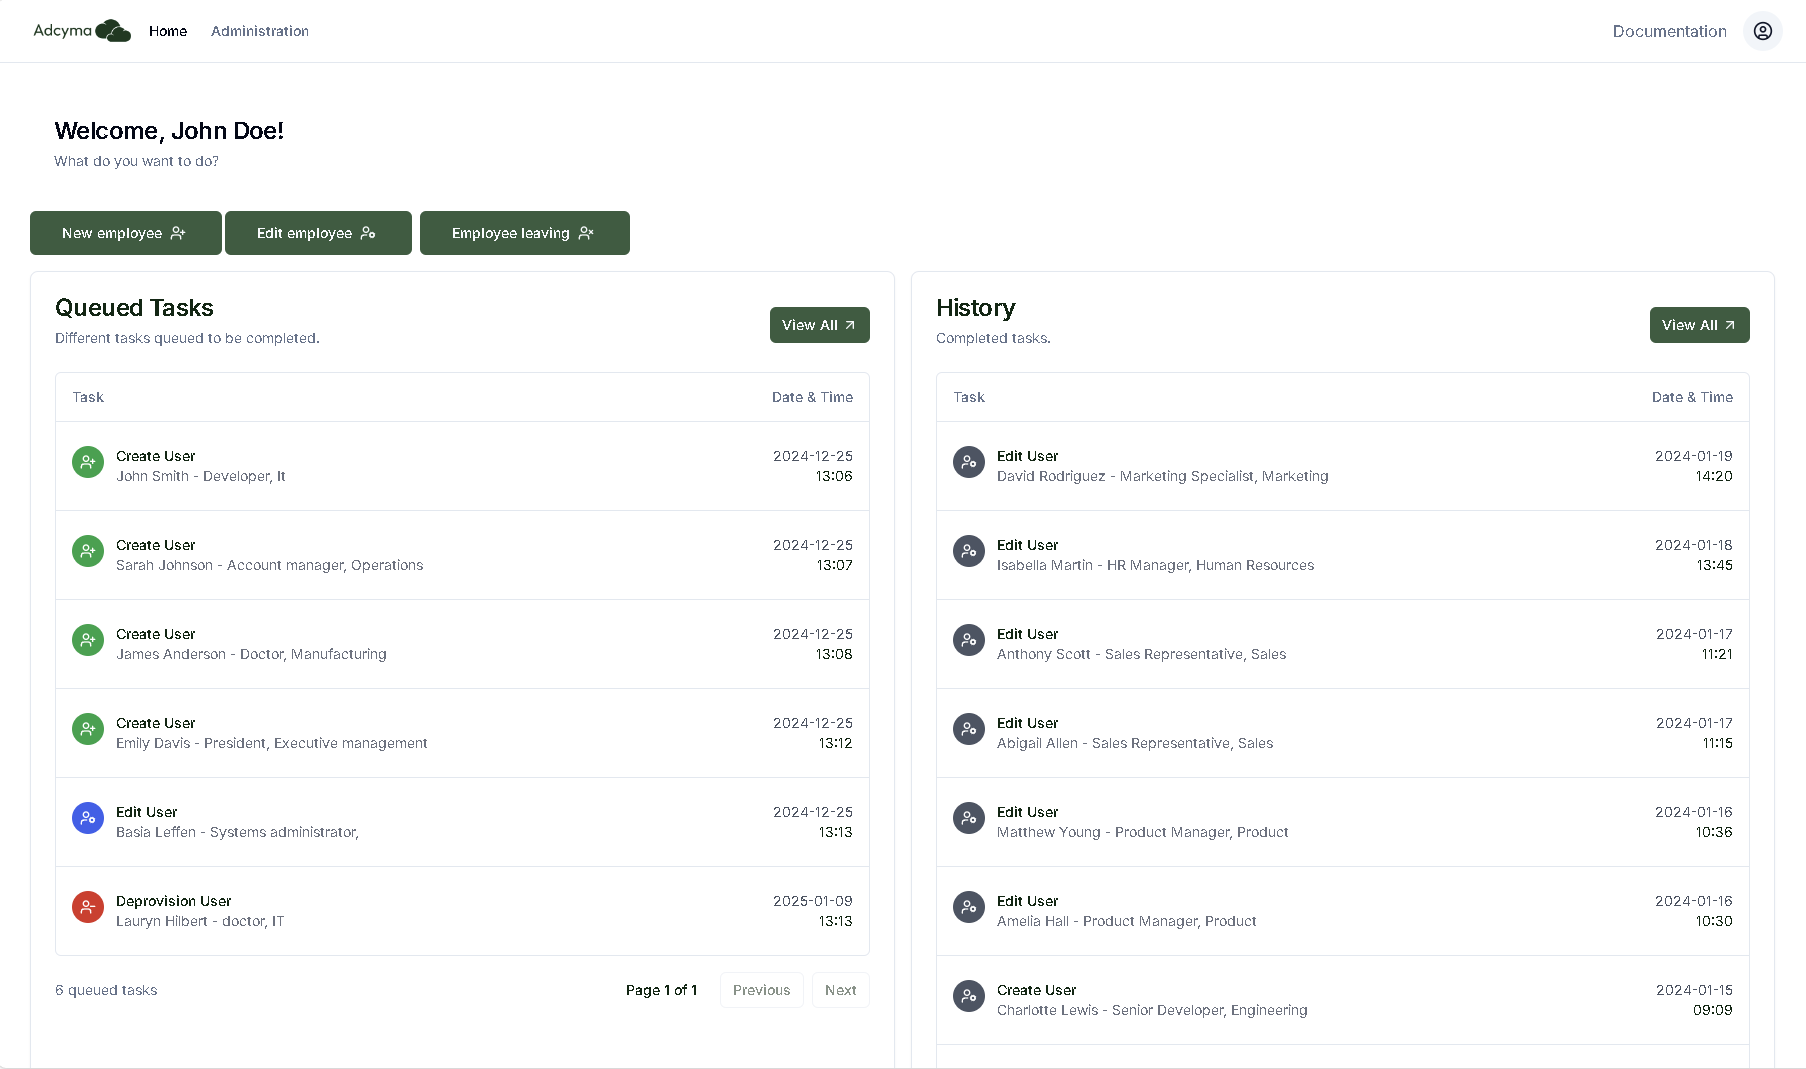 Adcyma
Home
Administration
Documentation
Welcome, John Doe!
What do you want to do?
New employee
Edit employee
Employee leaving
Queued Tasks
Different tasks queued to be completed.
View All
Task
Date & Time
Create User
John Smith - Developer, It
2024-12-25
13:06
Create User
Sarah Johnson - Account manager, Operations
2024-12-25
13:07
Create User
James Anderson - Doctor, Manufacturing
2024-12-25
13:08
Create User
Emily Davis - President, Executive management
2024-12-25
13:12
Edit User
Basia Leffen - Systems administrator,
2024-12-25
13:13
Deprovision User
Lauryn Hilbert - doctor, IT
2025-01-09
13:13
6 queued tasks
Page 1 of 1
Previous
Next
History
Completed tasks.
View All
Task
Date & Time
Edit User
David Rodriguez - Marketing Specialist, Marketing
2024-01-19
14:20
Edit User
Isabella Martin - HR Manager, Human Resources
2024-01-18
13:45
Edit User
Anthony Scott - Sales Representative, Sales
2024-01-17
11:21
Edit User
Abigail Allen - Sales Representative, Sales
2024-01-17
11:15
Edit User
Matthew Young - Product Manager, Product
2024-01-16
10:36
Edit User
Amelia Hall - Product Manager, Product
2024-01-16
10:30
Create User
Charlotte Lewis - Senior Developer, Engineering
2024-01-15
09:09